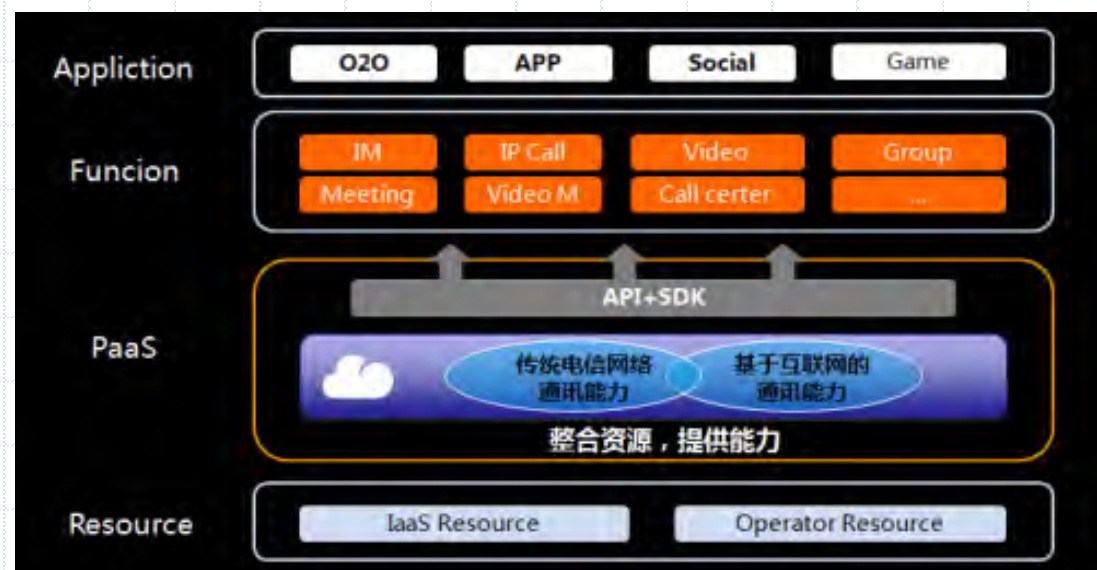 Appliction
O2O APP Social Game
Funcion
IM IP Call Video Group
Meeting Video M Call certer ...
API+SDK
PaaS
传统电信网络 基于互联网的
通讯能力 通讯能力
整合资源，提供能力
Resource
IaaS Resource Operator Resource